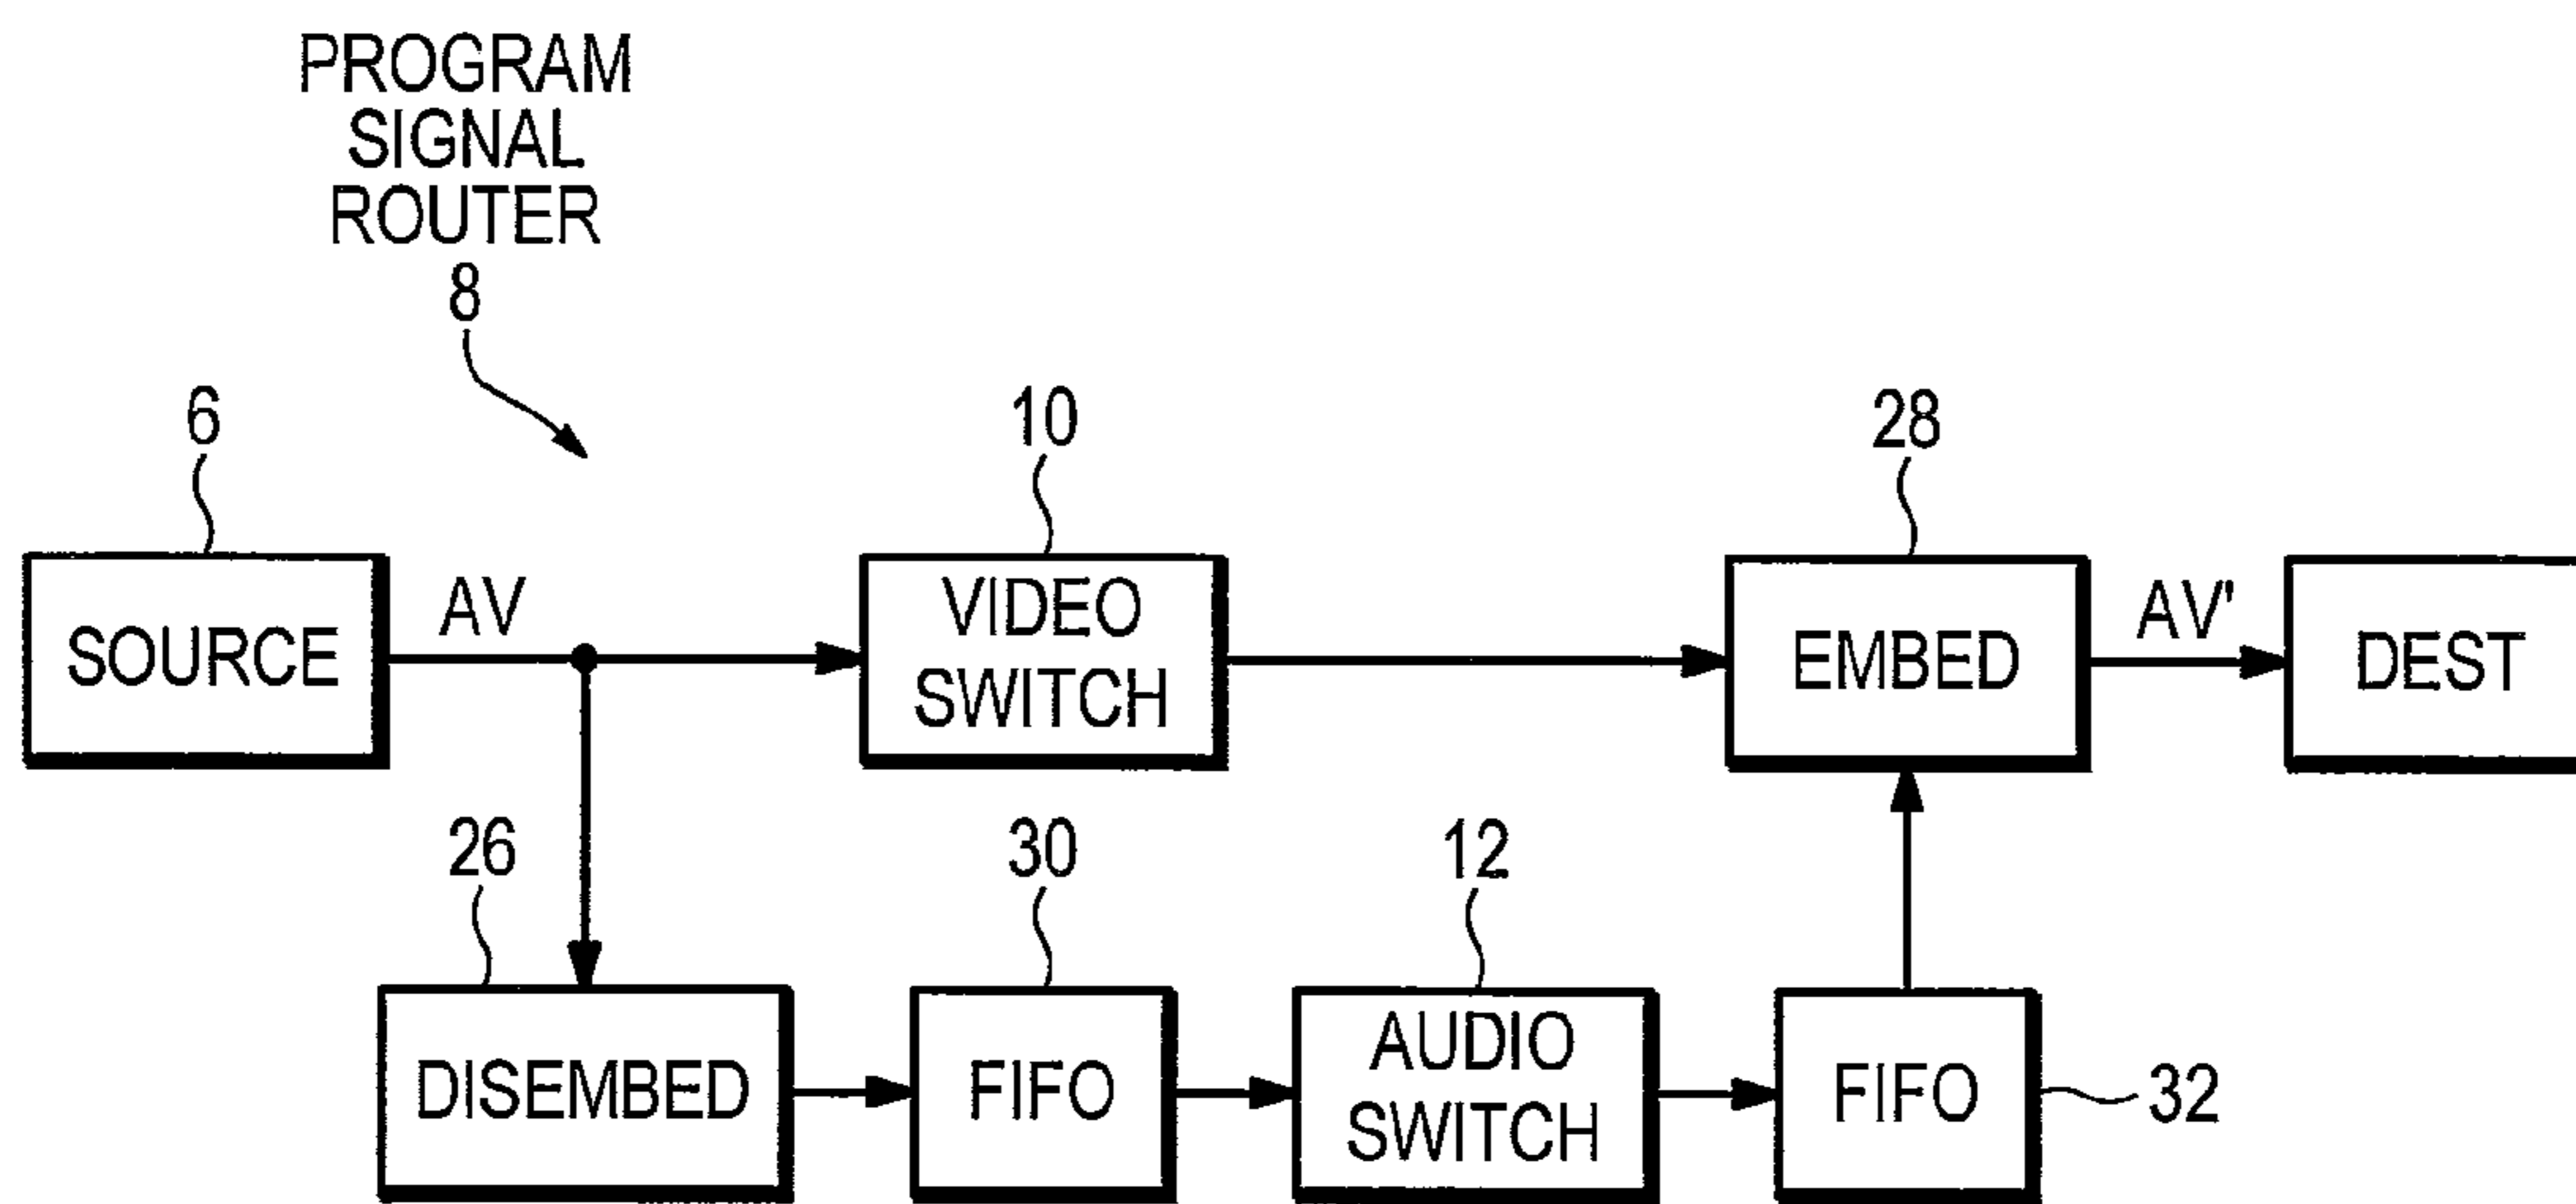 PROGRAM
SIGNAL
ROUTER
8
6
10
28
SOURCE
AV
VIDEO
SWITCH
EMBED
AV'
DEST
26
30
12
DISEMBED
FIFO
AUDIO
SWITCH
FIFO
32